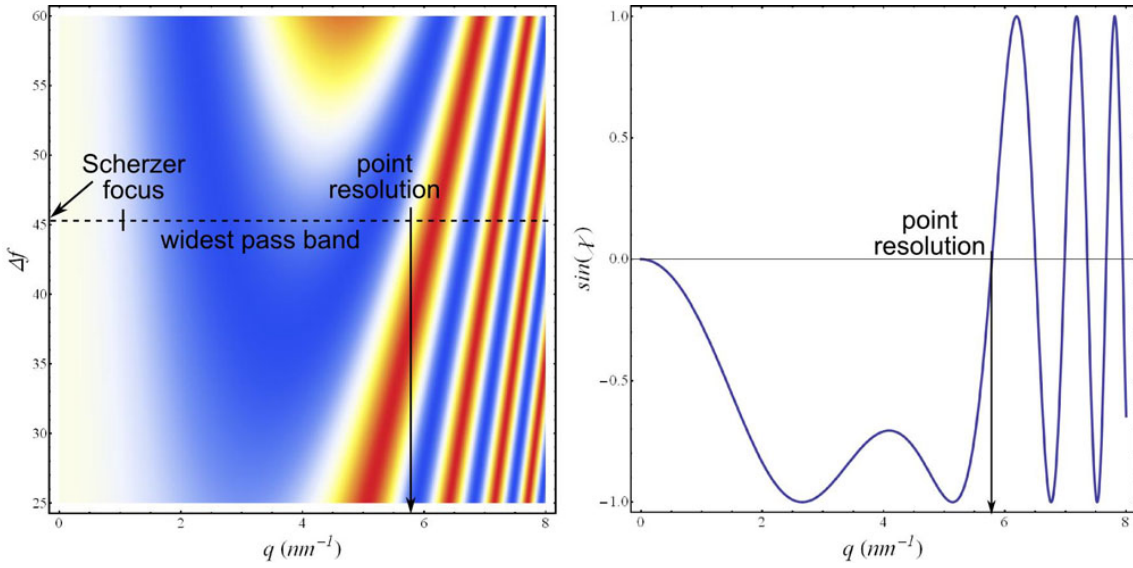 60
55
50
45
40
35
30
25
Δf
Scherzer
focus
point
resolution
widest pass band
0
2
4
6
8
q (nm⁻¹)
1.0
0.5
0.0
-0.5
-1.0
sin(χ)
point
resolution
0
2
4
6
8
q (nm⁻¹)